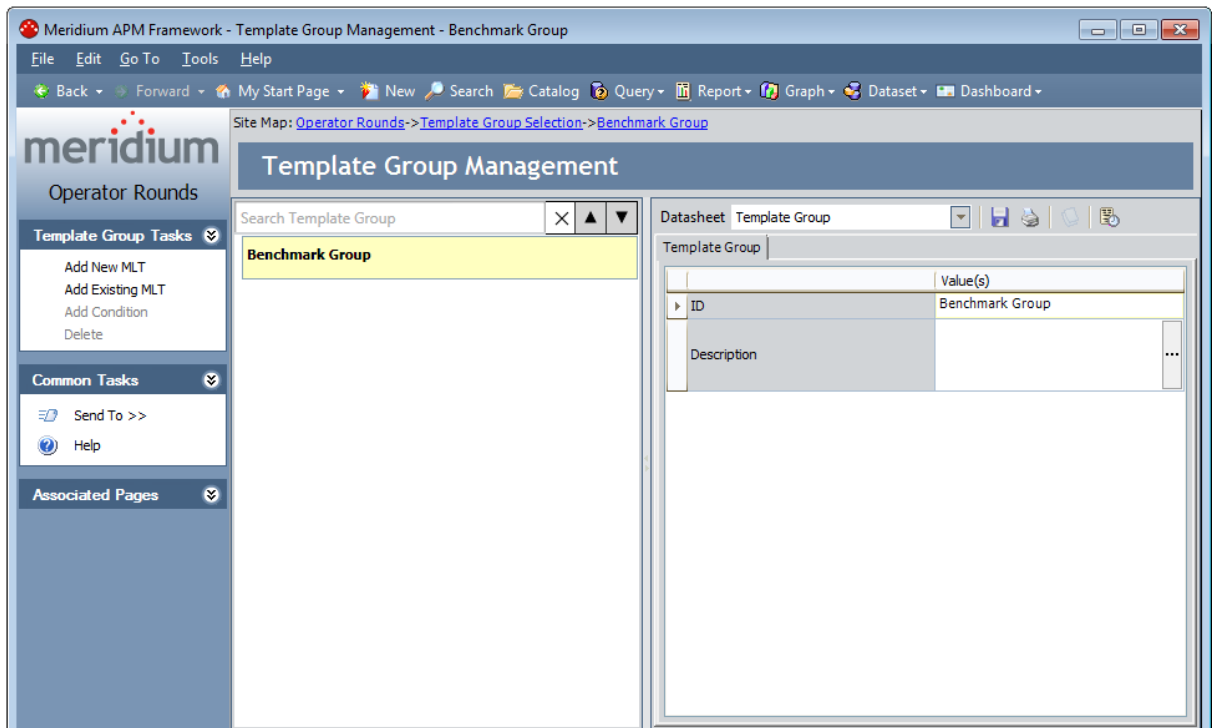 Meridium APM Framework - Template Group Management - Benchmark Group
File Edit Go To Tools Help
Back Forward My Start Page New Search Catalog Query Report Graph Dataset Dashboard
meridium
Operator Rounds
Site Map: Operator Rounds->Template Group Selection->Benchmark Group
Template Group Management
Template Group Tasks
Add New MLT
Add Existing MLT
Add Condition
Delete
Common Tasks
Send To >>
Help
Associated Pages
Search Template Group
Benchmark Group
Datasheet Template Group
Template Group
Value(s)
ID Benchmark Group
Description ...